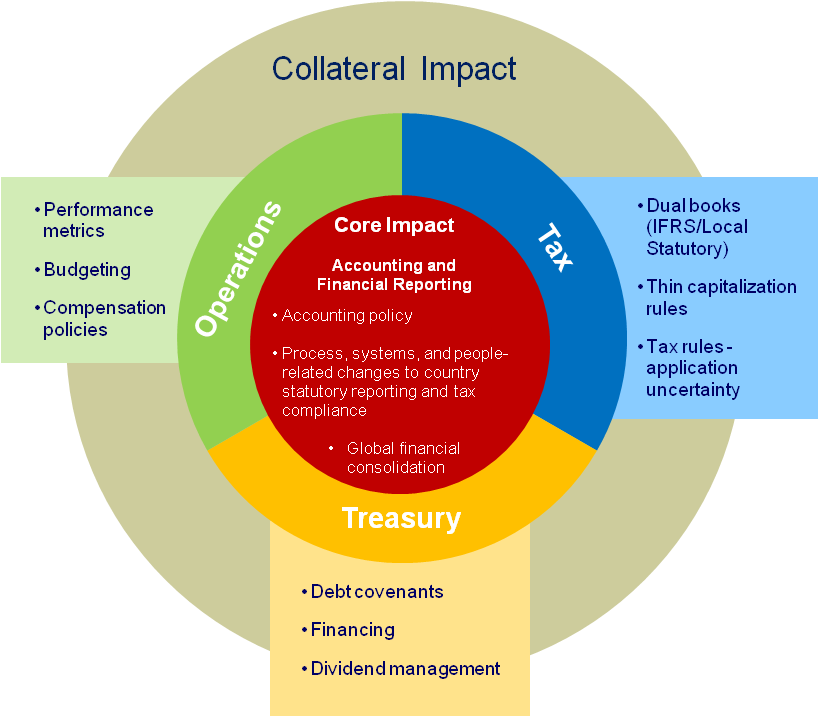 Collateral Impact
Operations
• Performance
metrics
• Budgeting
• Compensation
policies
Core Impact
Accounting and
Financial Reporting
• Accounting policy
• Process, systems, and people-
related changes to country
statutory reporting and tax
compliance
• Global financial
consolidation
Tax
• Dual books
(IFRS/Local
Statutory)
• Thin capitalization
rules
• Tax rules -
application
uncertainty
Treasury
• Debt covenants
• Financing
• Dividend management